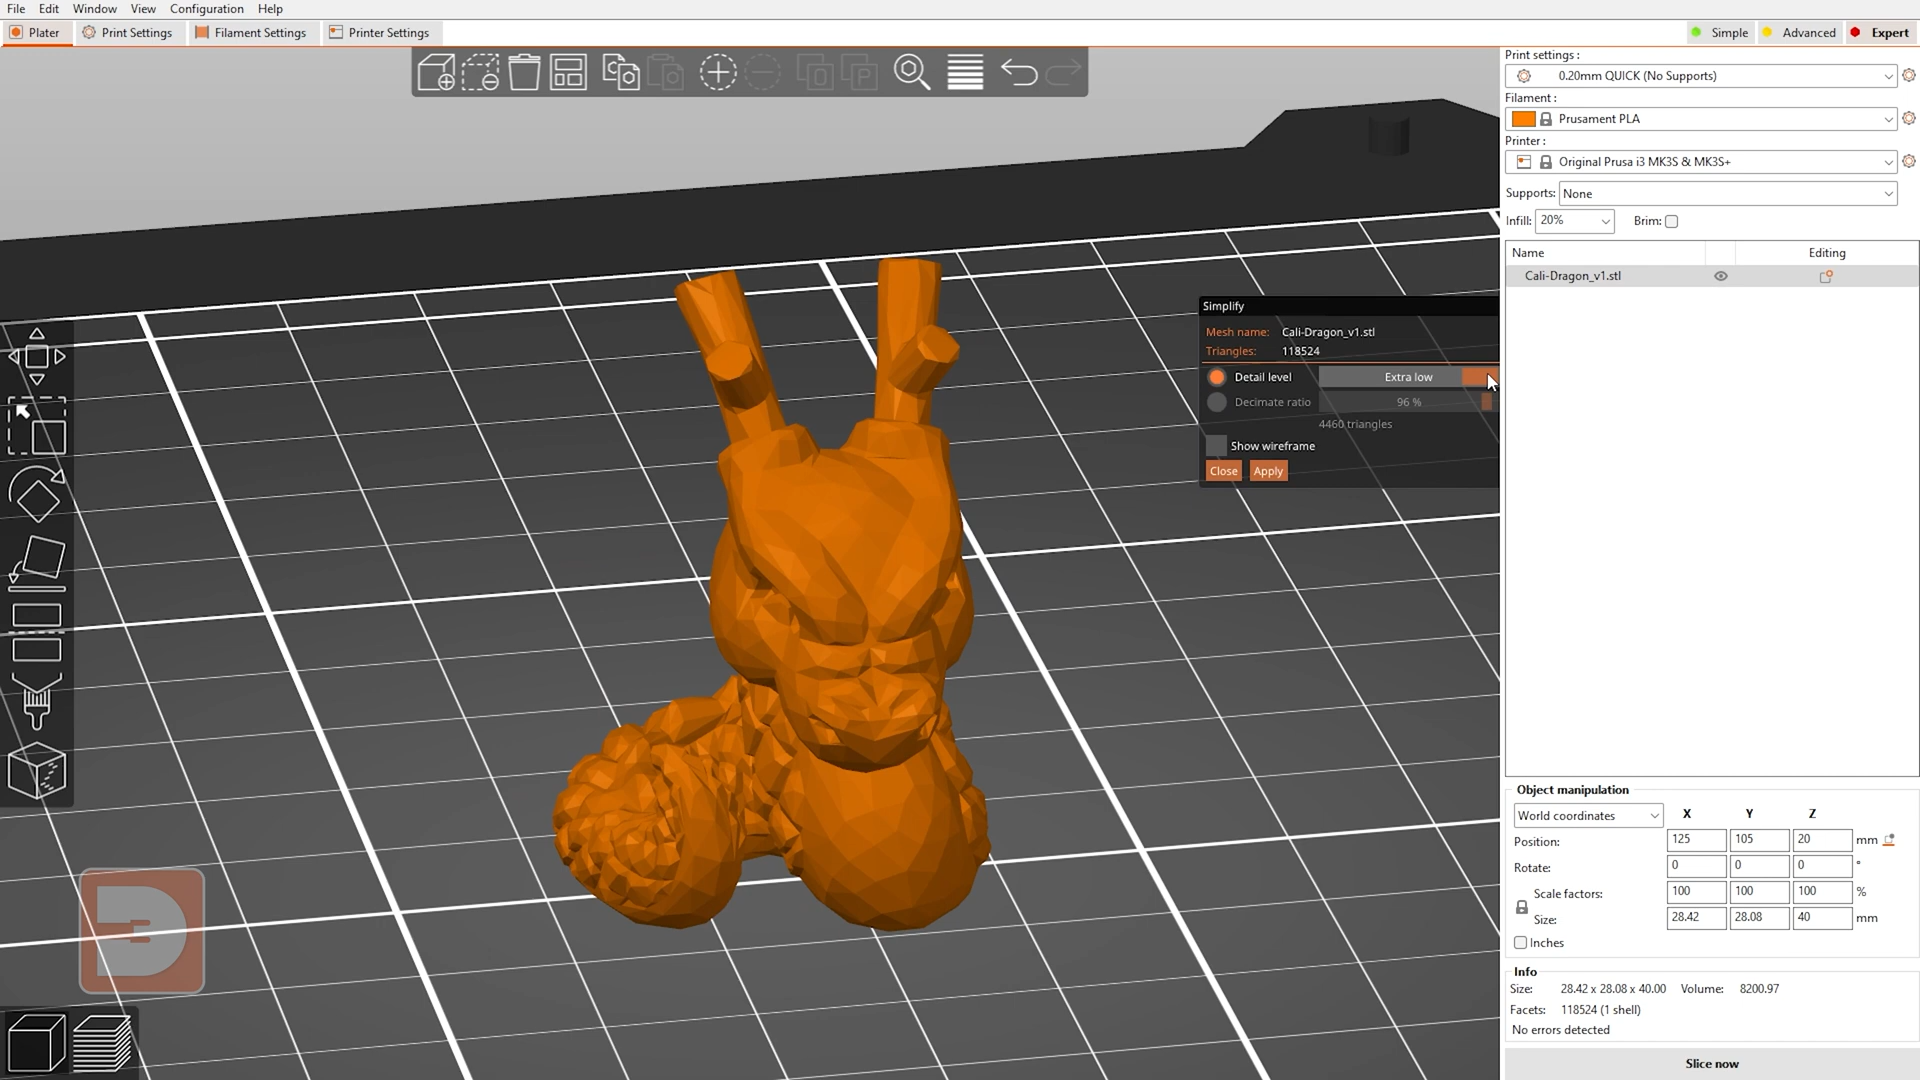 File Edit Window View Configuration Help
Plater Print Settings Filament Settings Printer Settings Simple Advanced Expert
Print settings :
0.20mm QUICK (No Supports)
Filament :
Prusament PLA
Printer :
Original Prusa i3 MK3S & MK3S+
Supports: None
Infill: 20% Brim:
Name Editing
Cali-Dragon_v1.stl
Simplify
Mesh name: Cali-Dragon_v1.stl
Triangles: 118524
Detail level Extra low
Decimate ratio 96 %
4460 triangles
Show wireframe
Close Apply
Object manipulation
World coordinates X Y Z
Position: 125 105 20 mm
Rotate: 0 0 0 °
Scale factors: 100 100 100 %
Size: 28.42 28.08 40 mm
Inches
Info
Size: 28.42 x 28.08 x 40.00 Volume: 8200.97
Facets: 118524 (1 shell)
No errors detected
Slice now